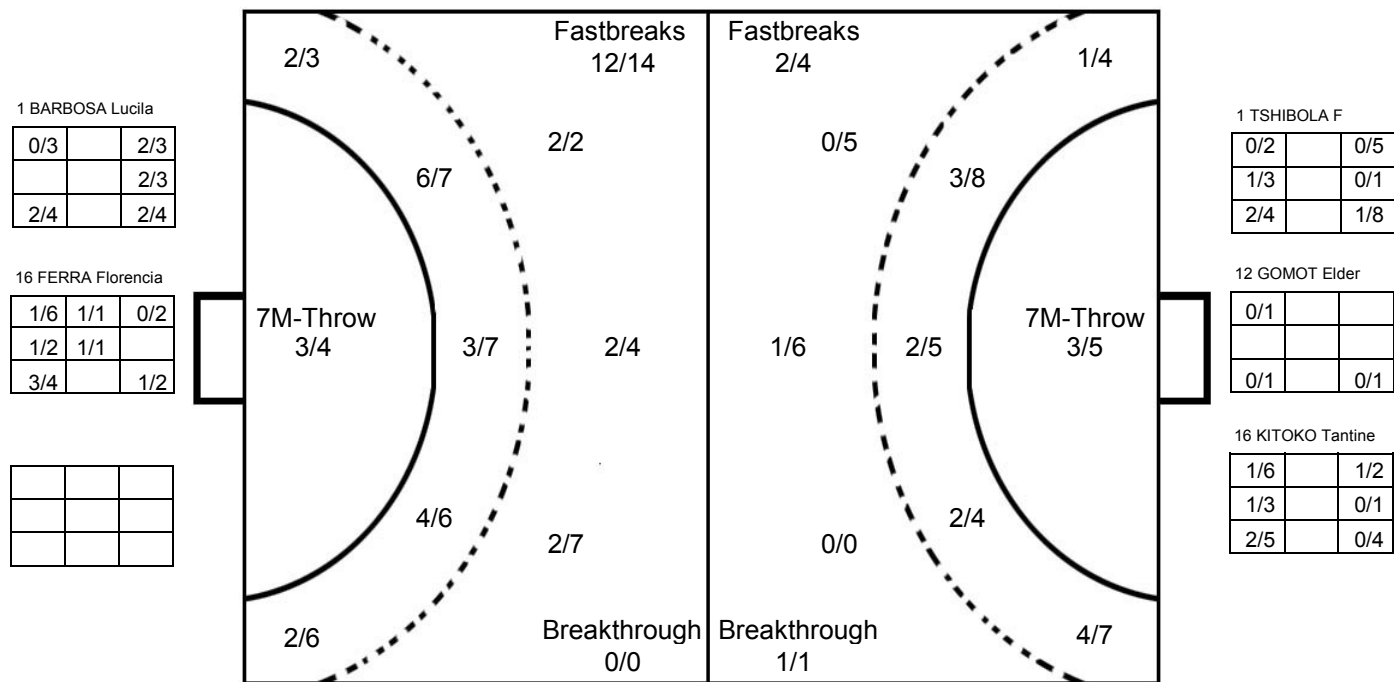 Fastbreaks Fastbreaks
2/3 12/14 2/4 1/4
1 BARBOSA Lucila 1 TSHIBOLA F
0/3 2/3 2/2 0/5 0/2 0/5
2/3 6/7 3/8 1/3 0/1
2/4 2/4 2/4 1/8
16 FERRA Florencia 12 GOMOT Elder
1/6 1/1 0/2 7M-Throw 7M-Throw 0/1
1/2 1/1 3/4 3/7 2/4 1/6 2/5 3/5
3/4 1/2 0/1 0/1
16 KITOKO Tantine
1/6 1/2
4/6 2/4 1/3 0/1
2/7 0/0 2/5 0/4
2/6 Breakthrough Breakthrough 4/7
0/0 1/1